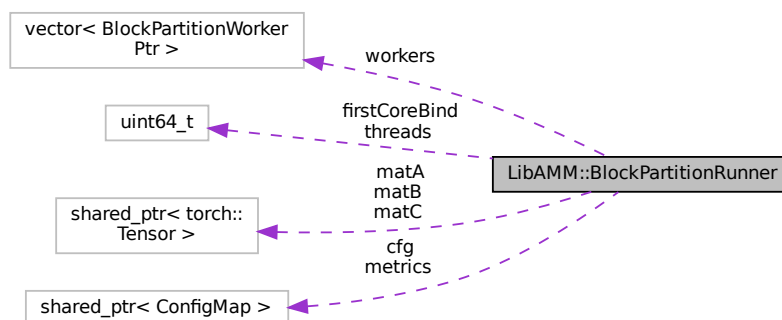 vector< BlockPartitionWorker
Ptr >
workers
uint64_t
firstCoreBind
threads
LibAMM::BlockPartitionRunner
matA
matB
matC
shared_ptr< torch::
Tensor >
cfg
metrics
shared_ptr< ConfigMap >